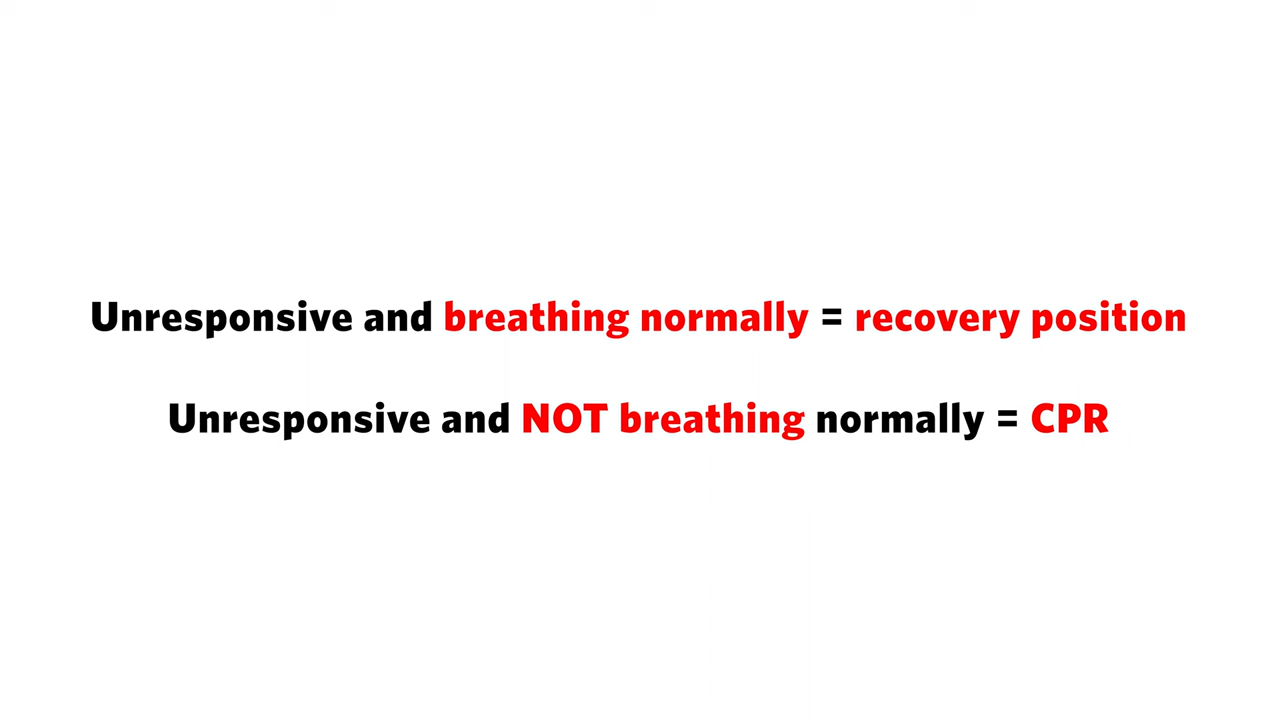 Unresponsive and breathing normally = recovery position
Unresponsive and NOT breathing normally = CPR